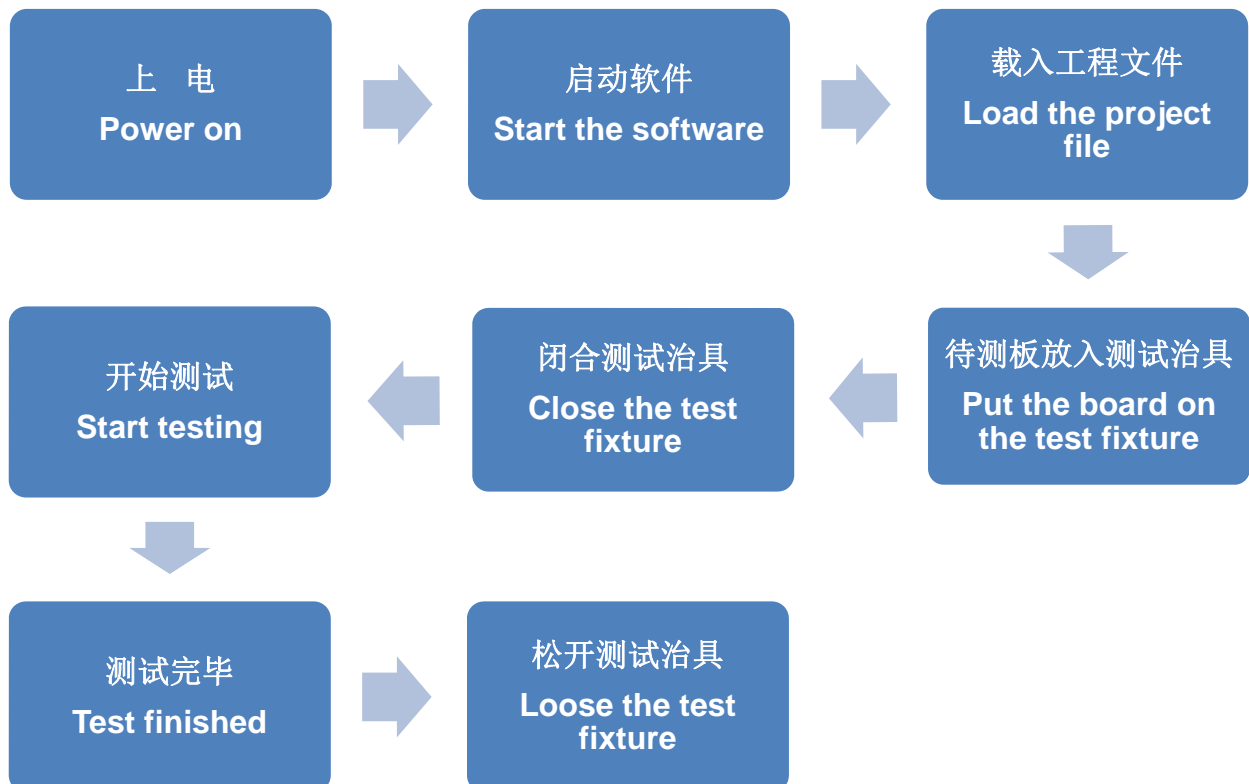 上 电
Power on
启动软件
Start the software
载入工程文件
Load the project
file
待测板放入测试治具
Put the board on
the test fixture
闭合测试治具
Close the test
fixture
开始测试
Start testing
测试完毕
Test finished
松开测试治具
Loose the test
fixture